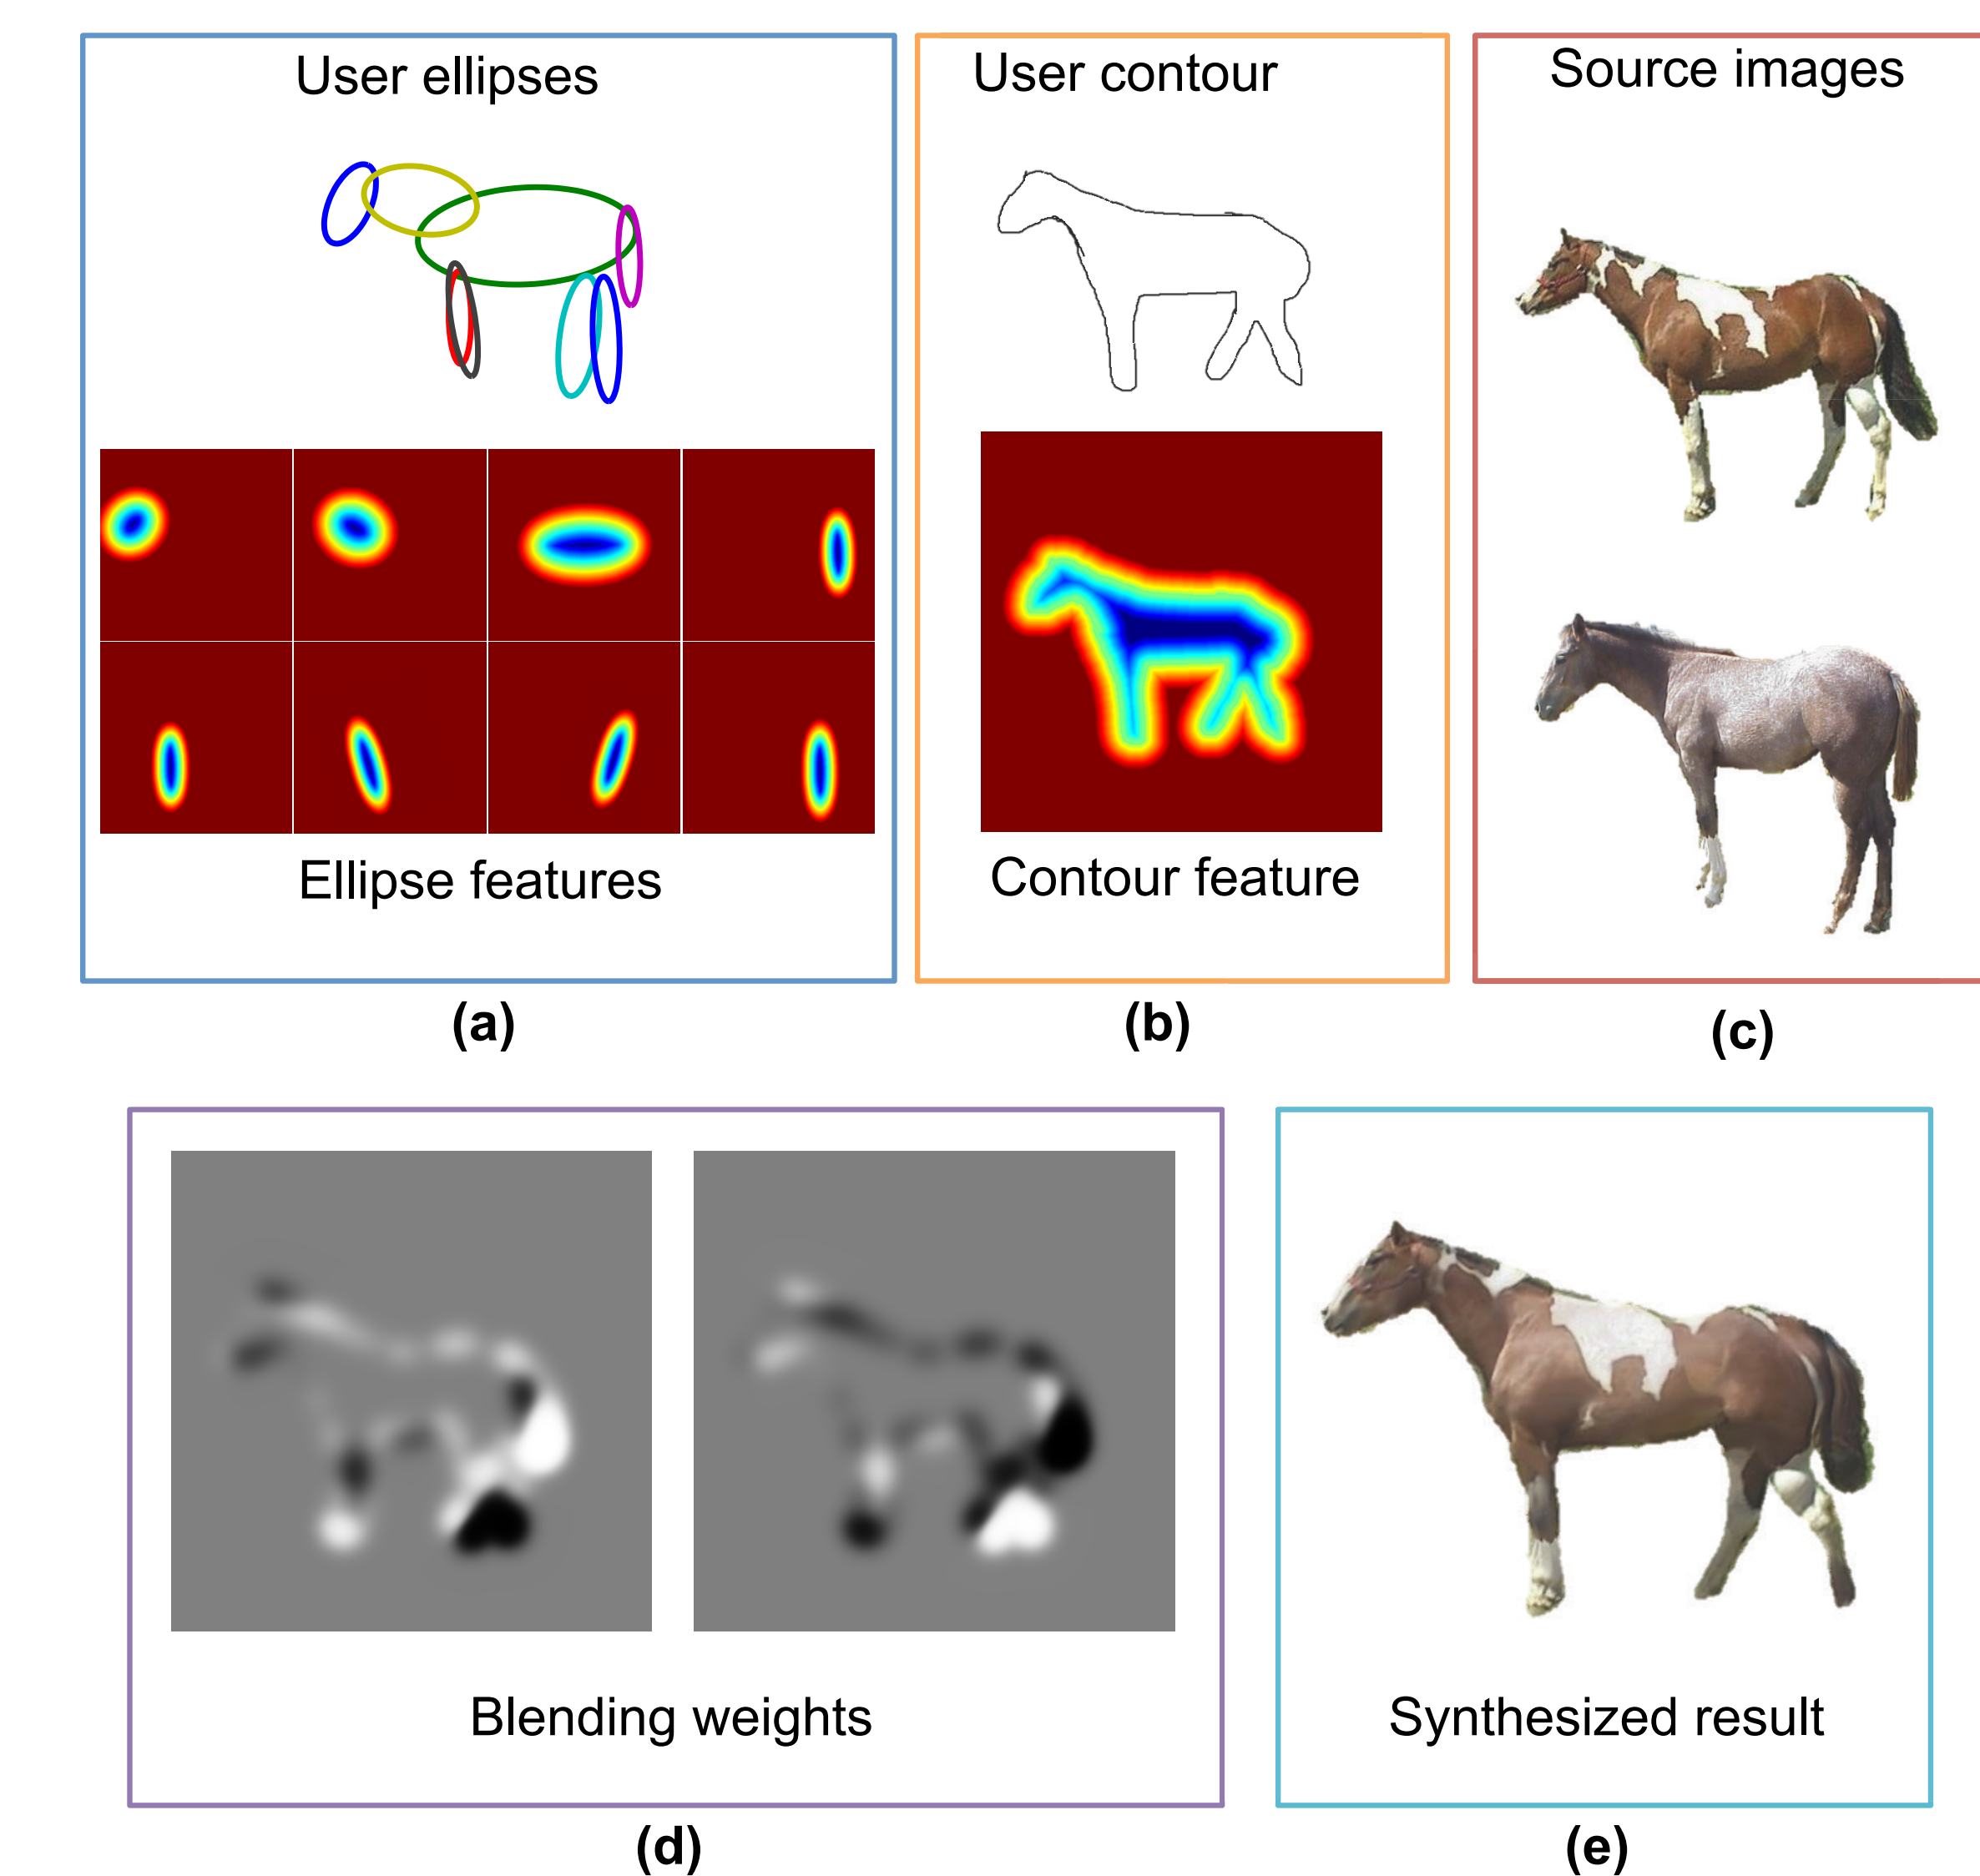 User ellipses
User contour
Source images
Ellipse features
Contour feature
(a)
(b)
(c)
Blending weights
Synthesized result
(d)
(e)